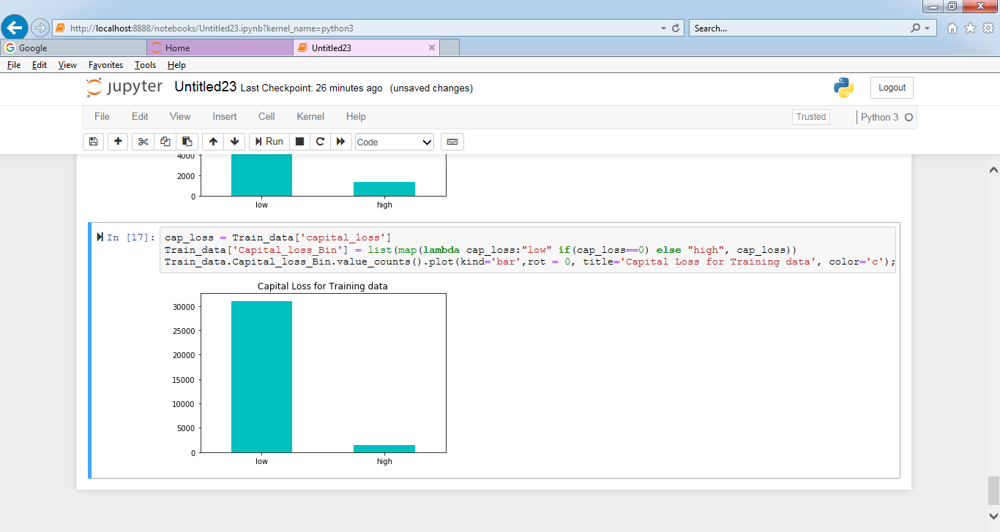 http://localhost:8888/notebooks/Untitled23.ipynb?kernel_name=python3
Search...
Google
Home
Untitled23
File Edit View Favorites Tools Help
jupyter Untitled23 Last Checkpoint: 26 minutes ago (unsaved changes)
Logout
File Edit View Insert Cell Kernel Help
Trusted
Python 3
Run
Code
4000
2000
0
low high
In [17]:
cap_loss = Train_data['capital_loss']
Train_data['Capital_loss_Bin'] = list(map(lambda cap_loss:"low" if(cap_loss==0) else "high", cap_loss))
Train_data.Capital_loss_Bin.value_counts().plot(kind='bar',rot = 0, title='Capital Loss for Training data', color='c');
Capital Loss for Training data
30000
25000
20000
15000
10000
5000
0
low high